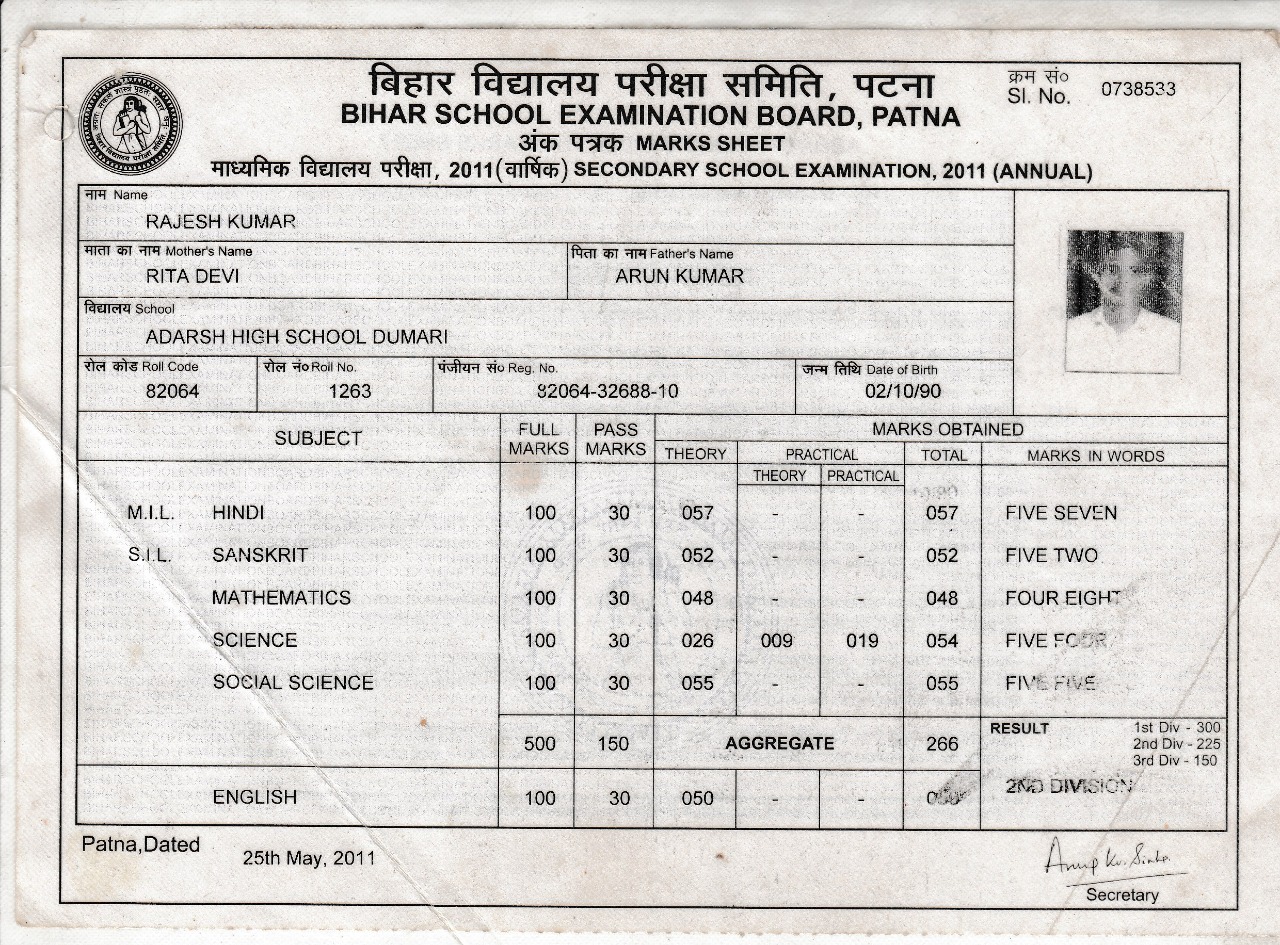 बिहार विद्यालय परीक्षा समिति, पटना
BIHAR SCHOOL EXAMINATION BOARD, PATNA
क्रम सं०
Sl. No. 0738533
अंक पत्रक MARKS SHEET
माध्यमिक विद्यालय परीक्षा, 2011(वार्षिक) SECONDARY SCHOOL EXAMINATION, 2011 (ANNUAL)
नाम Name
RAJESH KUMAR
माता का नाम Mother's Name पिता का नाम Father's Name
RITA DEVI ARUN KUMAR
विद्यालय School
ADARSH HIGH SCHOOL DUMARI
रोल कोड Roll Code रोल नं० Roll No. पंजीयन सं० Reg. No. जन्म तिथि Date of Birth
82064 1263 82064-32688-10 02/10/90
SUBJECT FULL MARKS PASS MARKS MARKS OBTAINED
THEORY PRACTICAL TOTAL MARKS IN WORDS
THEORY PRACTICAL
M.I.L. HINDI 100 30 057 - - 057 FIVE SEVEN
S.I.L. SANSKRIT 100 30 052 - - 052 FIVE TWO
MATHEMATICS 100 30 048 - - 048 FOUR EIGHT
SCIENCE 100 30 026 009 019 054 FIVE FOUR
SOCIAL SCIENCE 100 30 055 - - 055 FIVE FIVE
500 150 AGGREGATE 266
RESULT 1st Div - 300
2nd Div - 225
3rd Div - 150
2ND DIVISION
ENGLISH 100 30 050 - -
Patna,Dated 25th May, 2011
Secretary